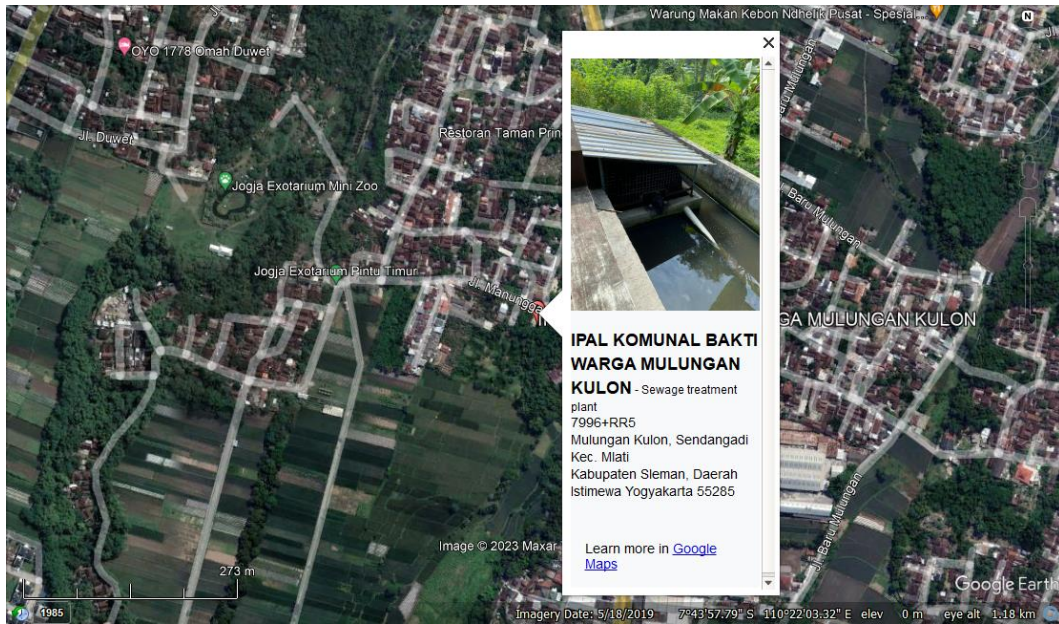 Warung Makan Kebon Ndhelik Pusat - Spesial...
N
OYO 1778 Omah Duwet
Jl. Duwet
Restoran Taman Prin
Jogja Exotarium Mini Zoo
Jl. Baru Mulungan
Jogja Exotarium Pintu Timur
Jl. Manungga
GA MULUNGAN KULON
IPAL KOMUNAL BAKTI
WARGA MULUNGAN
KULON - Sewage treatment
plant
7996+RR5
Mulungan Kulon, Sendangadi
Kec. Mlati
Kabupaten Sleman, Daerah
Istimewa Yogyakarta 55285
Learn more in Google
Maps
Jl. Baru Mulungan
Image © 2023 Maxar
273 m
Google Earth
1985
Imagery Date: 5/18/2019 7°43'57.79" S 110°22'03.32" E elev 0 m eye alt 1.18 km